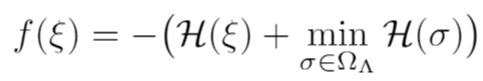 f(ξ) = −(ℋ(ξ) + min_{σ∈Ω_Λ} ℋ(σ))